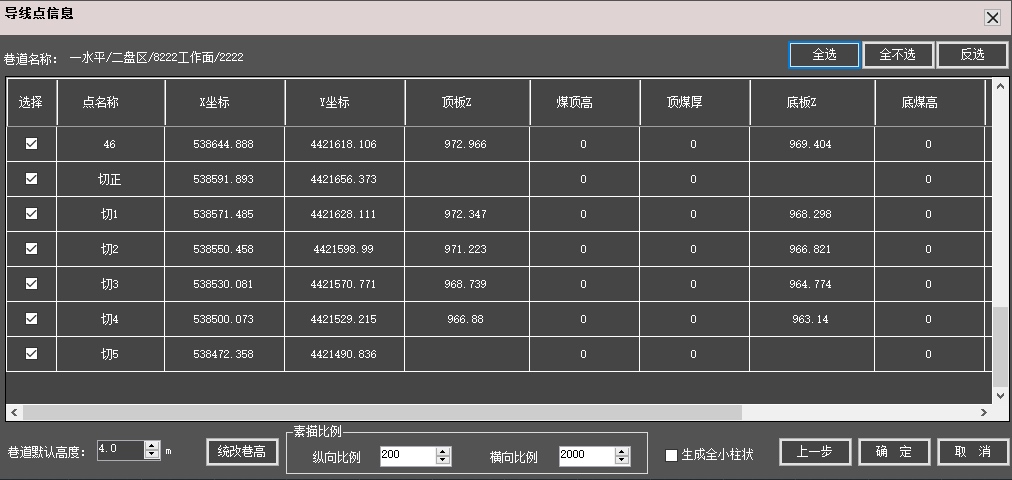 导线点信息
巷道名称: 一水平/二盘区/8222工作面/2222 全选 全不选 反选
选择 点名称 X坐标 Y坐标 顶板Z 煤顶高 顶煤厚 底板Z 底煤高
46 538644.888 4421618.106 972.966 0 0 969.404 0
切正 538591.893 4421656.373 0 0 0
切1 538571.485 4421628.111 972.347 0 0 968.298 0
切2 538550.458 4421598.99 971.223 0 0 966.821 0
切3 538530.081 4421570.771 968.739 0 0 964.774 0
切4 538500.073 4421529.215 966.88 0 0 963.14 0
切5 538472.358 4421490.836 0 0 0
素描比例
巷道默认高度: 4.0 m 统改巷高 纵向比例 200 横向比例 2000 生成全小柱状 上一步 确 定 取 消